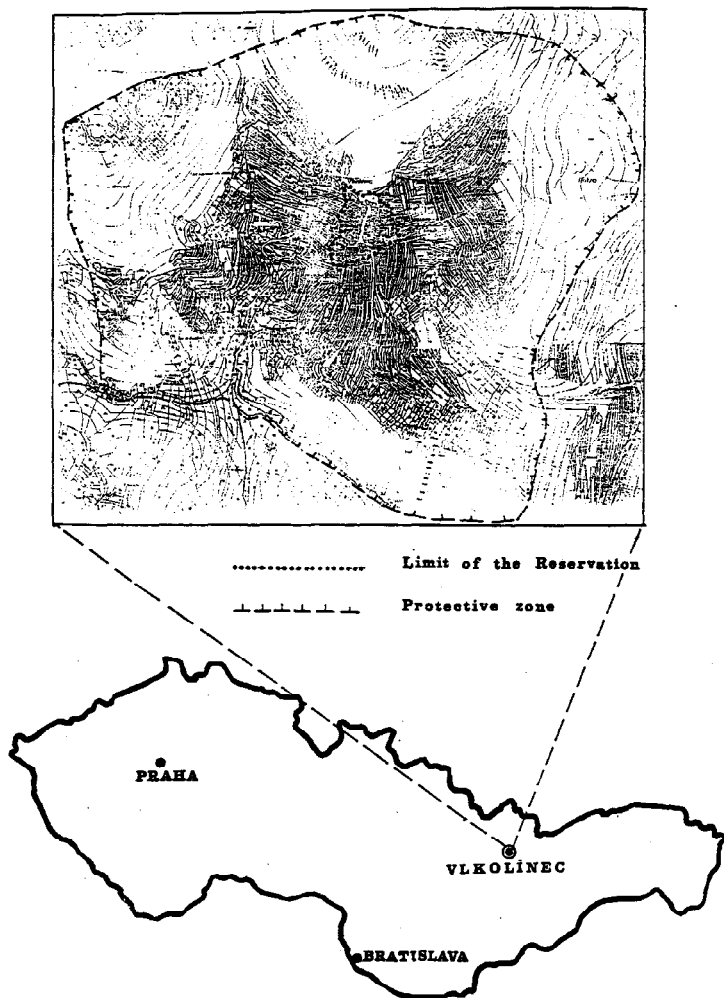 Limit of the Reservation
Protective zone
PRAHA
VLKOLÍNEC
BRATISLAVA